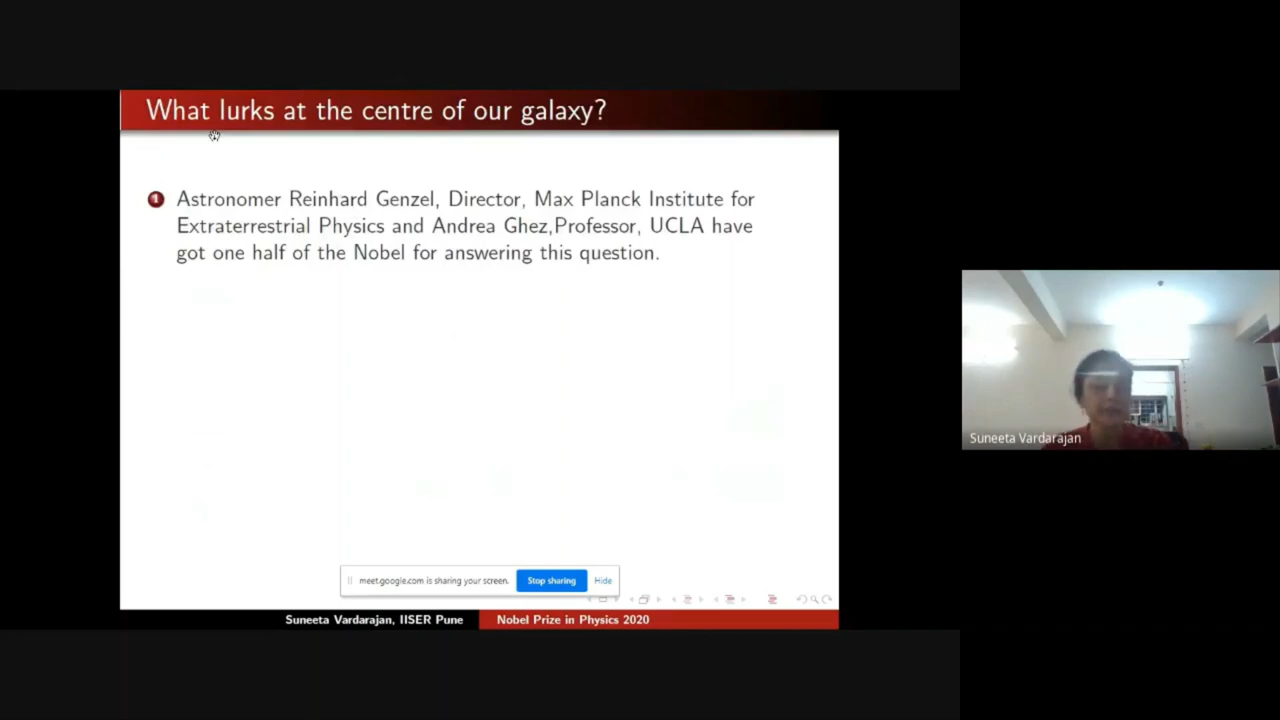 What lurks at the centre of our galaxy?
1 Astronomer Reinhard Genzel, Director, Max Planck Institute for
Extraterrestrial Physics and Andrea Ghez,Professor, UCLA have
got one half of the Nobel for answering this question.
Suneeta Vardarajan
meet.google.com is sharing your screen. Stop sharing Hide
Suneeta Vardarajan, IISER Pune Nobel Prize in Physics 2020